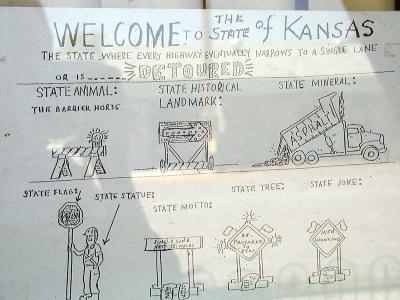 WELCOME TO THE STATE of KANSAS
THE STATE WHERE EVERY HIGHWAY EVENTUALLY NARROWS TO A SINGLE LANE
OR IS DETOURED
STATE ANIMAL:
THE BARRIER HORSE
STATE HISTORICAL
LANDMARK:
STATE MINERAL:
ASPHALT
STATE FLAG:
STATE STATUE:
STATE MOTTO:
SINGLE LANE
STATE TREE:
BE
PREPARED
TO STOP
STATE JOKE:
MEN
WORKING